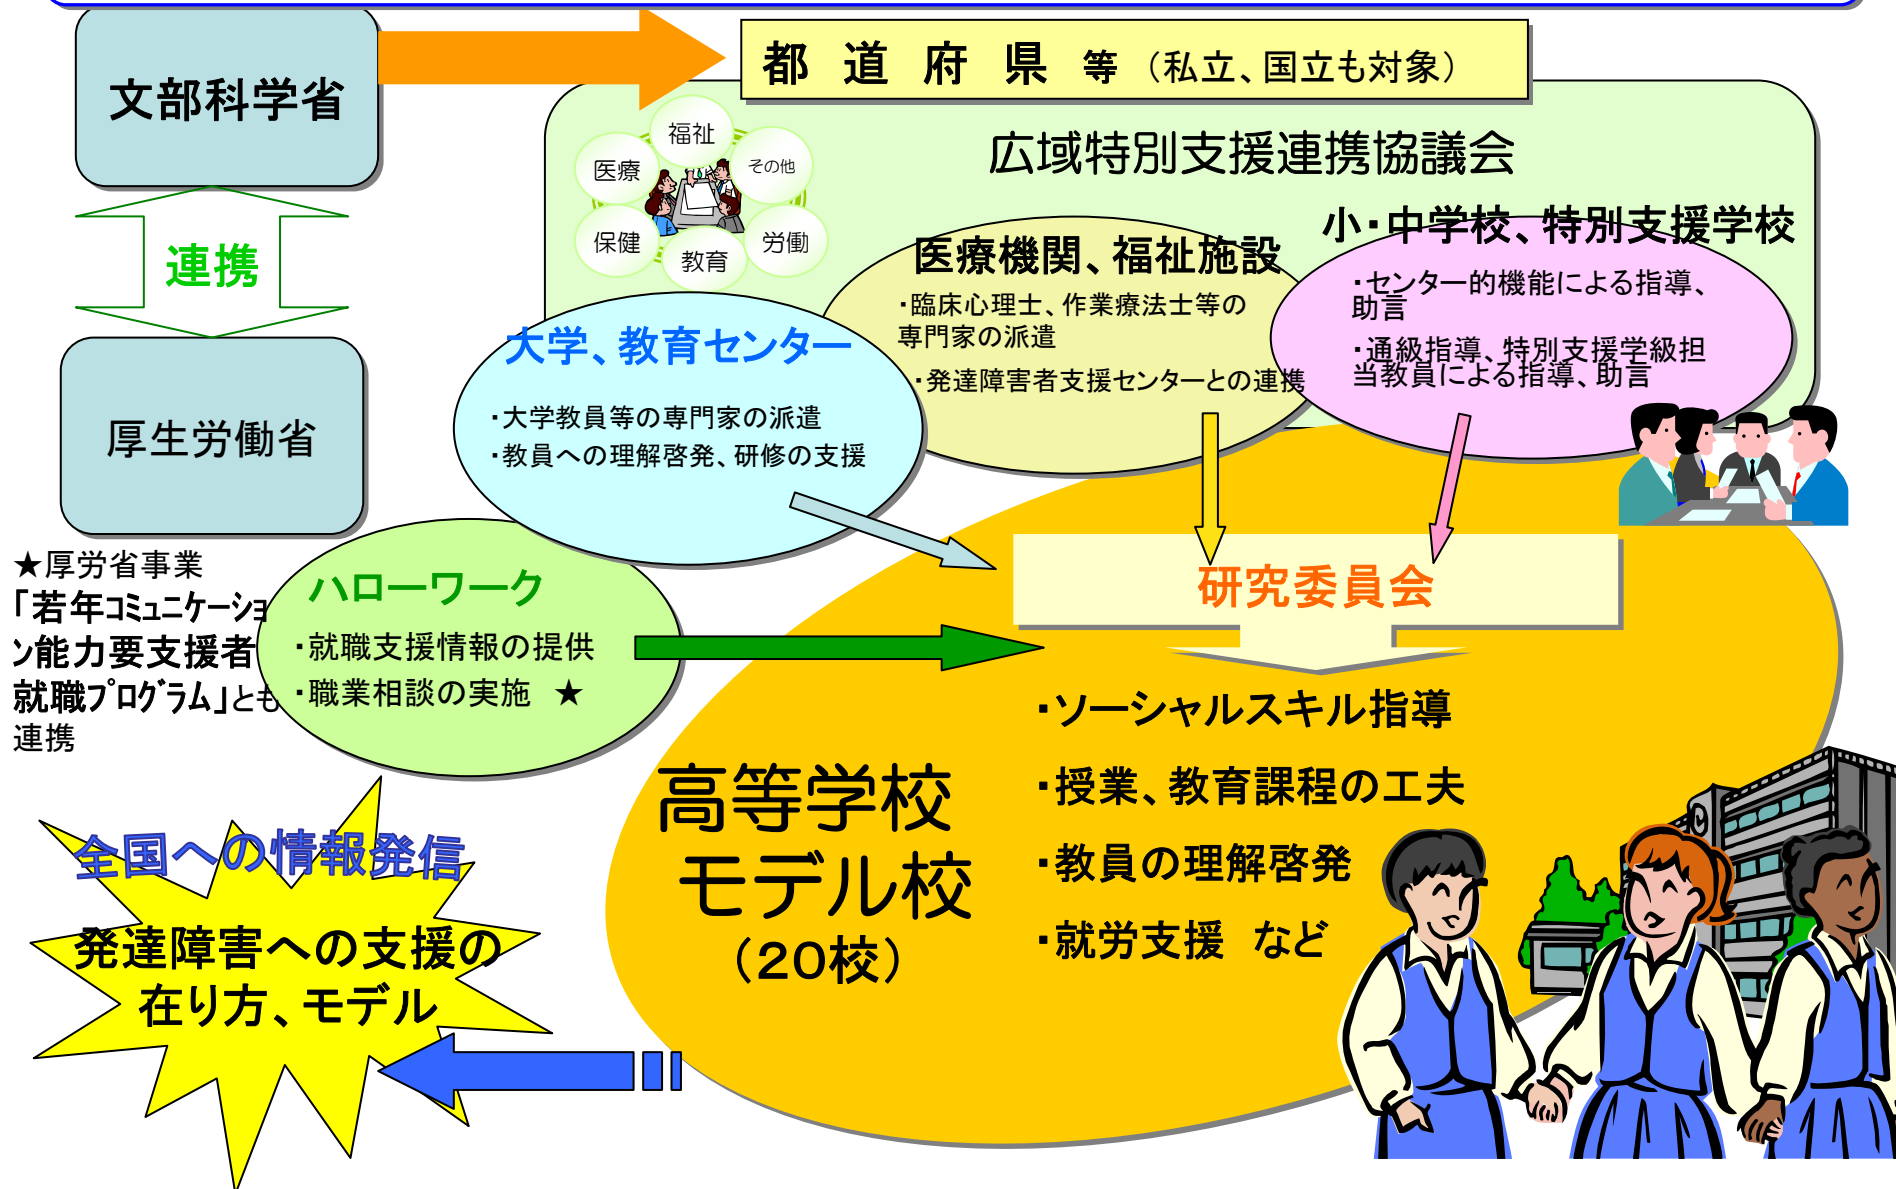 文部科学省
都 道 府 県 等 （私立、国立も対象）
広域特別支援連携協議会
福祉
医療
その他
保健
教育
労働
連携
厚生労働省
小・中学校、特別支援学校
・センター的機能による指導、
助言
・通級指導、特別支援学級担
当教員による指導、助言
医療機関、福祉施設
・臨床心理士、作業療法士等の
専門家の派遣
・発達障害者支援センターとの連携
大学、教育センター
・大学教員等の専門家の派遣
・教員への理解啓発、研修の支援
★厚労省事業
「若年コミュニケーショ
ン能力要支援者
就職プログラム」とも
連携
ハローワーク
・就職支援情報の提供
・職業相談の実施 ★
研究委員会
・ソーシャルスキル指導
・授業、教育課程の工夫
・教員の理解啓発
・就労支援 など
高等学校
モデル校
（20校）
全国への情報発信
発達障害への支援の
在り方、モデル